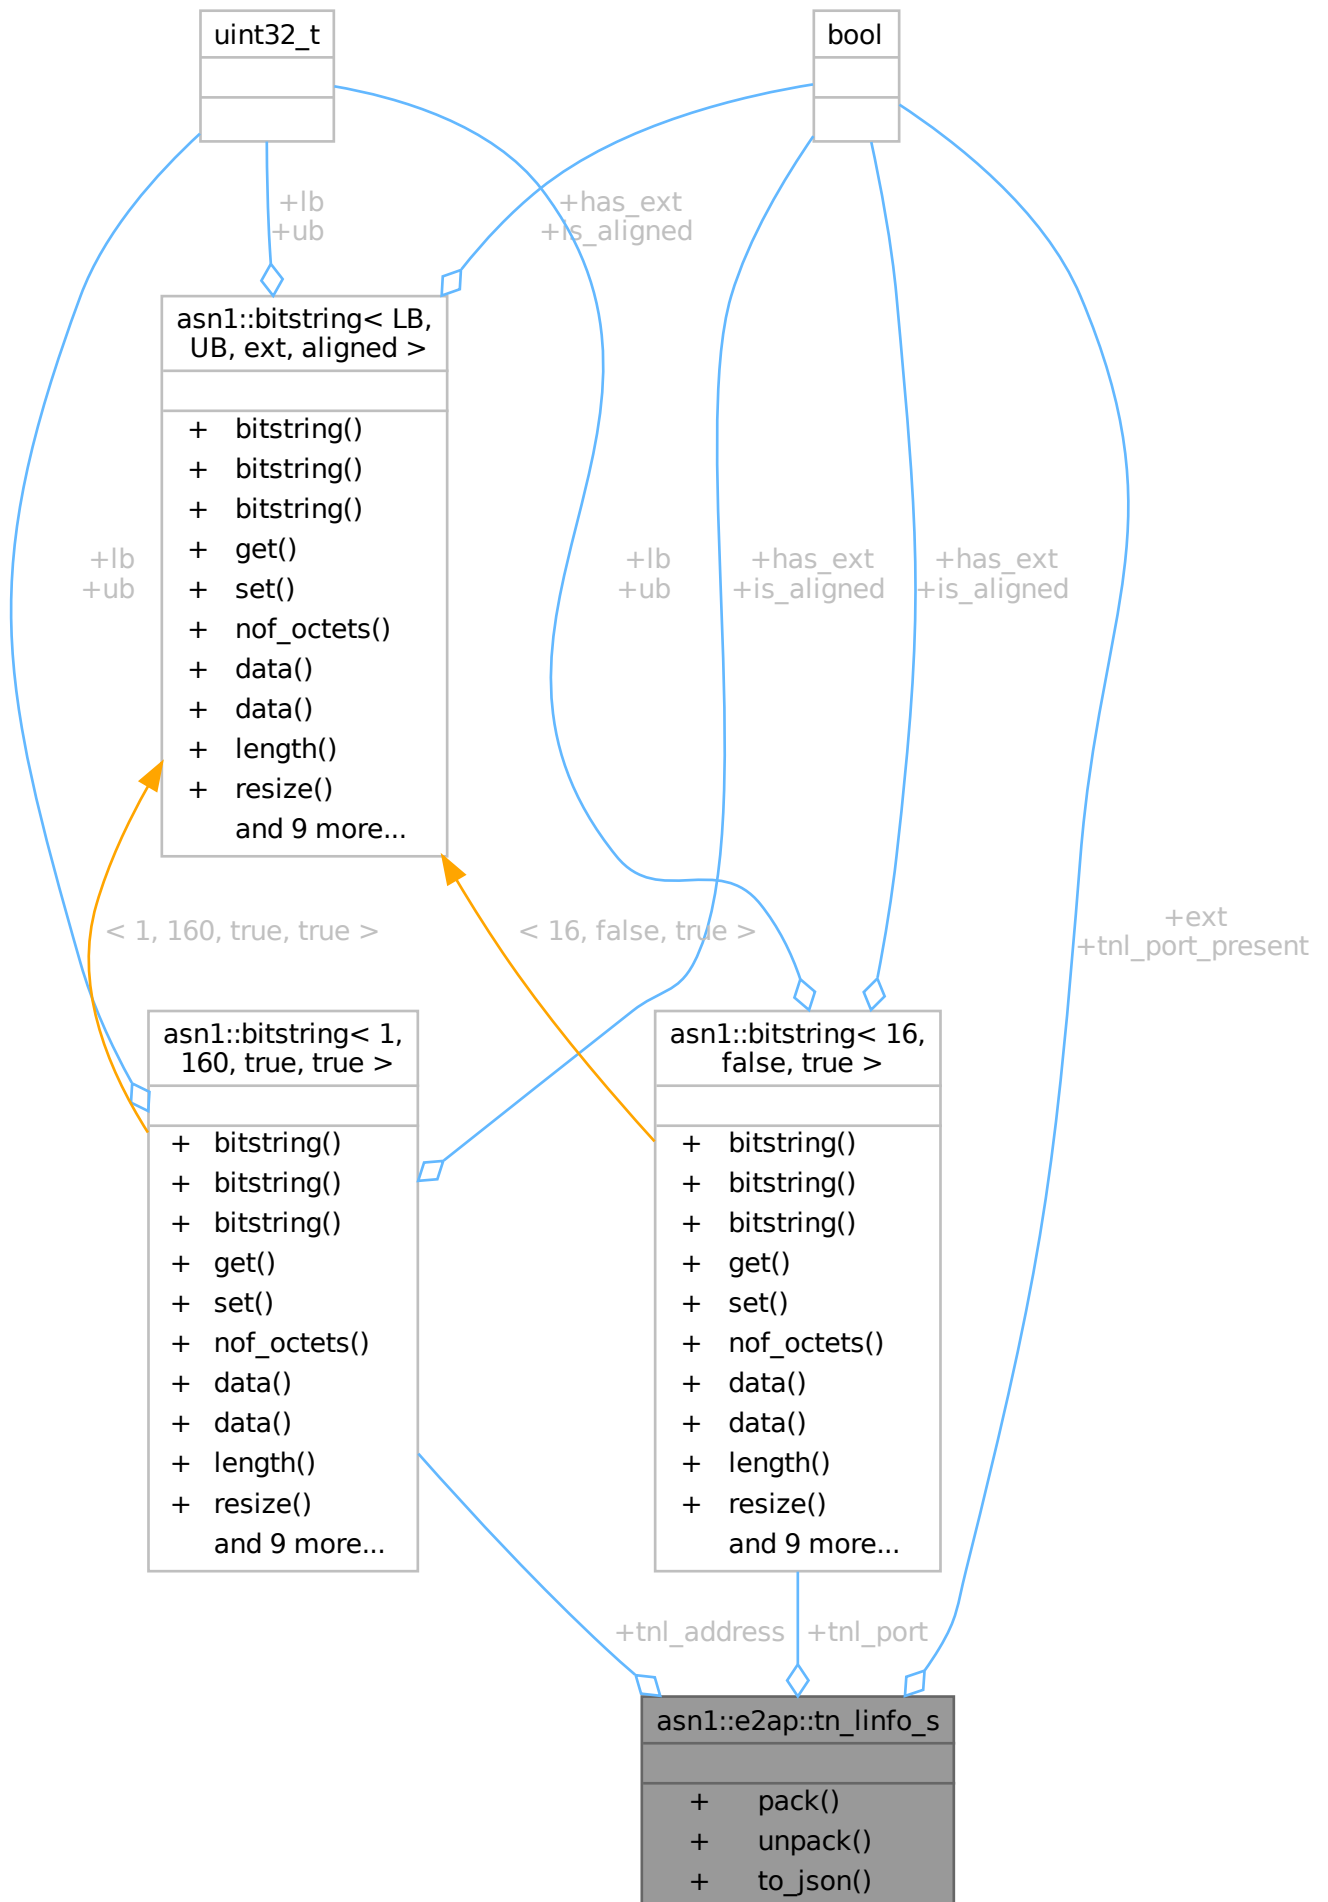 uint32_t
bool
+lb
+ub
+has_ext
+is_aligned
asn1::bitstring< LB,
UB, ext, aligned >
+ bitstring()
+ bitstring()
+ bitstring()
+ get()
+ set()
+ nof_octets()
+ data()
+ data()
+ length()
+ resize()
and 9 more...
+lb
+ub
+lb
+ub
+has_ext
+is_aligned
+has_ext
+is_aligned
< 1, 160, true, true >
< 16, false, true >
+ext
+tnl_port_present
asn1::bitstring< 1,
160, true, true >
+ bitstring()
+ bitstring()
+ bitstring()
+ get()
+ set()
+ nof_octets()
+ data()
+ data()
+ length()
+ resize()
and 9 more...
asn1::bitstring< 16,
false, true >
+ bitstring()
+ bitstring()
+ bitstring()
+ get()
+ set()
+ nof_octets()
+ data()
+ data()
+ length()
+ resize()
and 9 more...
+tnl_address
+tnl_port
asn1::e2ap::tn_linfo_s
+ pack()
+ unpack()
+ to_json()